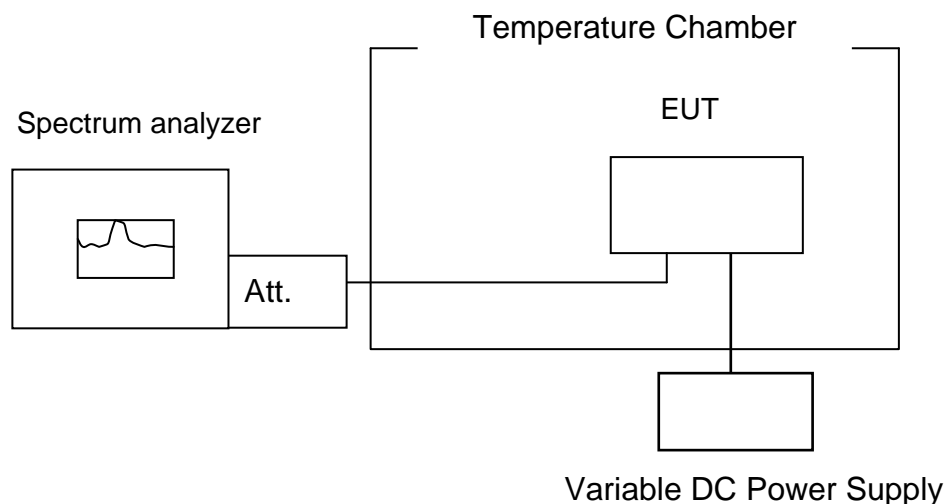 Temperature Chamber
EUT
Spectrum analyzer
Att.
Variable DC Power Supply